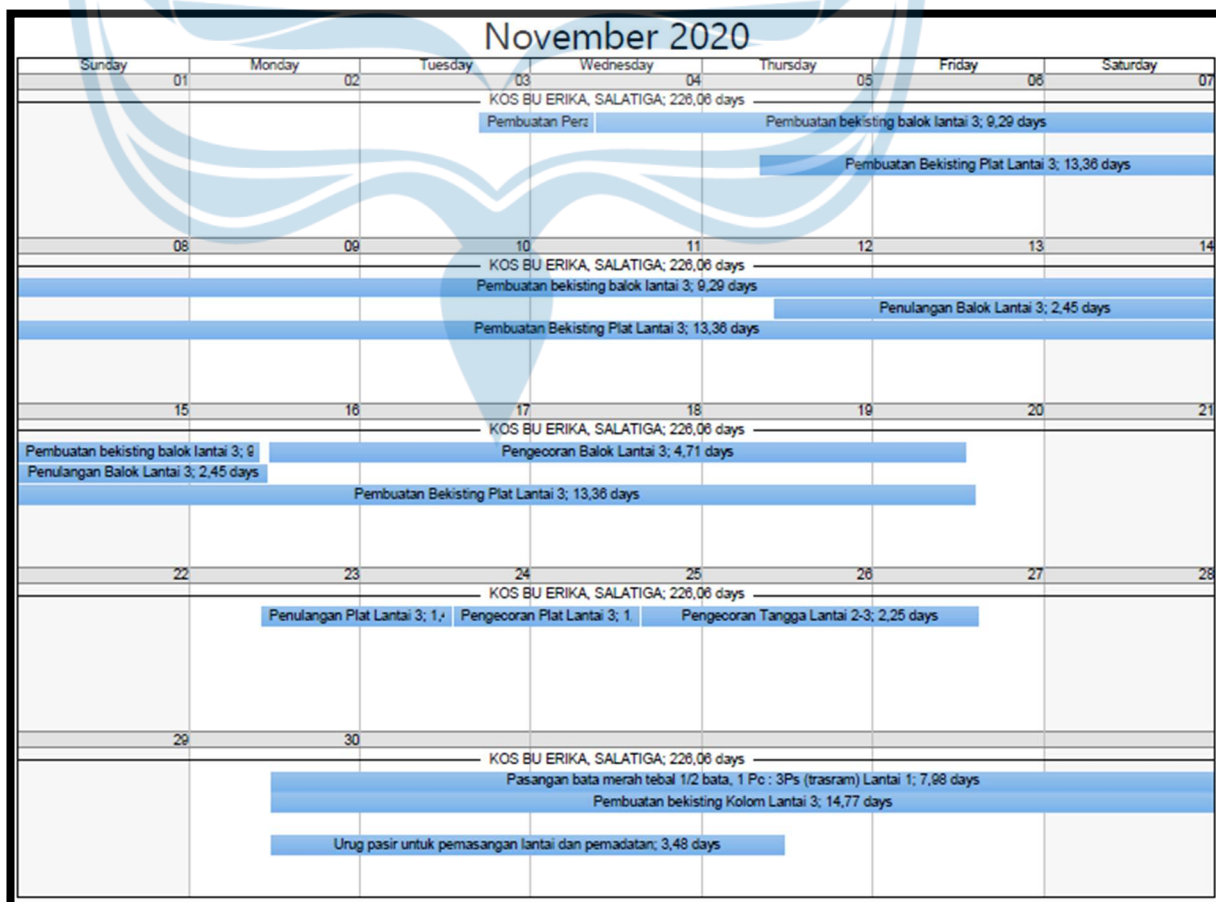 November 2020
Sunday Monday Tuesday Wednesday Thursday Friday Saturday
01 02 03 04 05 06 07
KOS BU ERIKA, SALATIGA; 226,06 days
Pembuatan Pera Pembuatan bekisting balok lantai 3; 9,29 days
Pembuatan Bekisting Plat Lantai 3; 13,36 days
08 09 10 11 12 13 14
KOS BU ERIKA, SALATIGA; 226,06 days
Pembuatan bekisting balok lantai 3; 9,29 days
Penulangan Balok Lantai 3; 2,45 days
Pembuatan Bekisting Plat Lantai 3; 13,36 days
15 16 17 18 19 20 21
KOS BU ERIKA, SALATIGA; 226,06 days
Pembuatan bekisting balok lantai 3; 9 Pengecoran Balok Lantai 3; 4,71 days
Penulangan Balok Lantai 3; 2,45 days
Pembuatan Bekisting Plat Lantai 3; 13,36 days
22 23 24 25 26 27 28
KOS BU ERIKA, SALATIGA; 226,06 days
Penulangan Plat Lantai 3; 1,4 Pengecoran Plat Lantai 3; 1, Pengecoran Tangga Lantai 2-3; 2,25 days
29 30
KOS BU ERIKA, SALATIGA; 226,06 days
Pasangan bata merah tebal 1/2 bata, 1 Pc : 3Ps (trasram) Lantai 1; 7,98 days
Pembuatan bekisting Kolom Lantai 3; 14,77 days
Urug pasir untuk pemasangan lantai dan pemadatan; 3,48 days